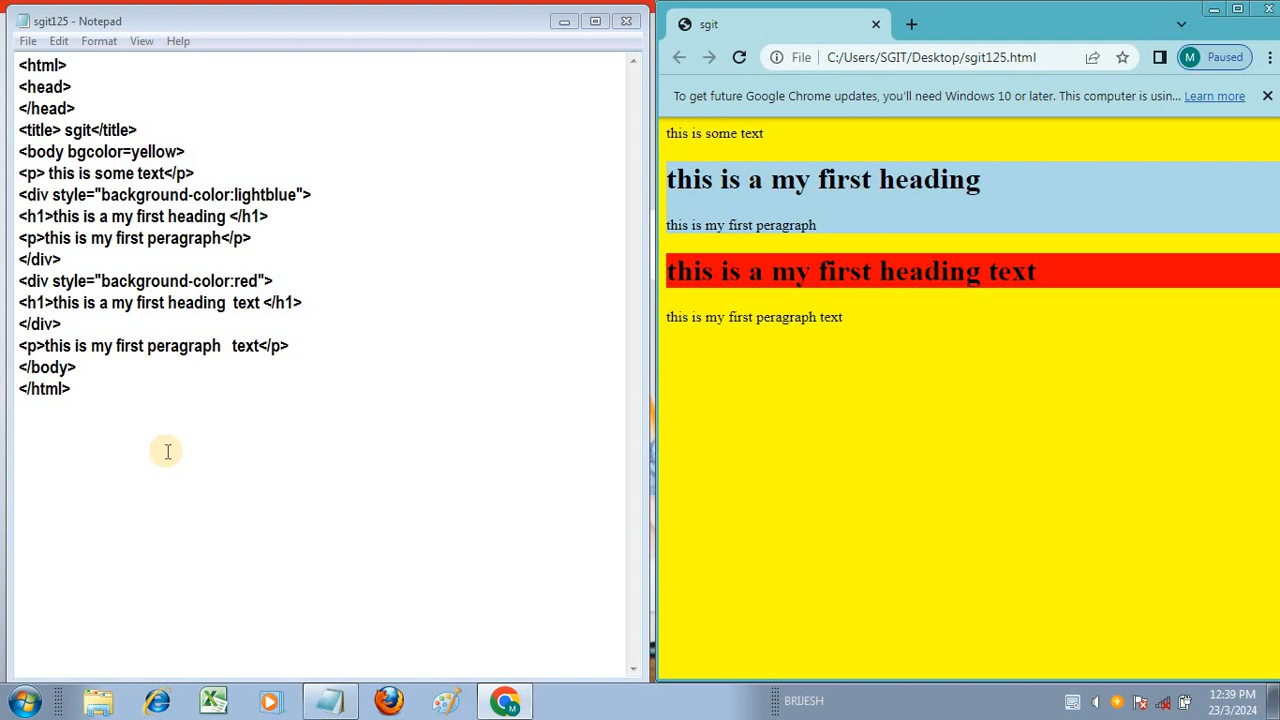 sgit125 - Notepad
File Edit Format View Help
<html>
<head>
</head>
<title> sgit</title>
<body bgcolor=yellow>
<p> this is some text</p>
<div style="background-color:lightblue">
<h1>this is a my first heading </h1>
<p>this is my first peragraph</p>
</div>
<div style="background-color:red">
<h1>this is a my first heading  text </h1>
</div>
<p>this is my first peragraph   text</p>
</body>
</html>
sgit
File C:/Users/SGIT/Desktop/sgit125.html M Paused
To get future Google Chrome updates, you'll need Windows 10 or later. This computer is usin... Learn more
this is some text
this is a my first heading
this is my first peragraph
this is a my first heading text
this is my first peragraph text
M
BRIJESH
12:39 PM
23/3/2024